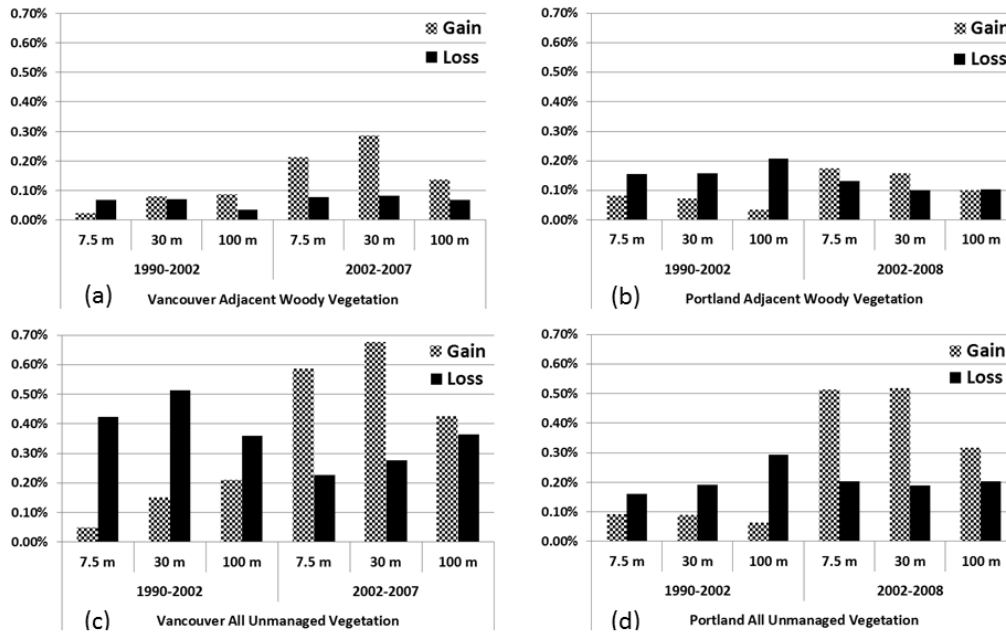 0.70%
0.60%
0.50%
0.40%
0.30%
0.20%
0.10%
0.00%
Gain
Loss
7.5 m 30 m 100 m 7.5 m 30 m 100 m
1990-2002 2002-2007
(a) Vancouver Adjacent Woody Vegetation
0.70%
0.60%
0.50%
0.40%
0.30%
0.20%
0.10%
0.00%
Gain
Loss
7.5 m 30 m 100 m 7.5 m 30 m 100 m
1990-2002 2002-2008
(b) Portland Adjacent Woody Vegetation
0.70%
0.60%
0.50%
0.40%
0.30%
0.20%
0.10%
0.00%
Gain
Loss
7.5 m 30 m 100 m 7.5 m 30 m 100 m
1990-2002 2002-2007
(c) Vancouver All Unmanaged Vegetation
0.70%
0.60%
0.50%
0.40%
0.30%
0.20%
0.10%
0.00%
Gain
Loss
7.5 m 30 m 100 m 7.5 m 30 m 100 m
1990-2002 2002-2008
(d) Portland All Unmanaged Vegetation